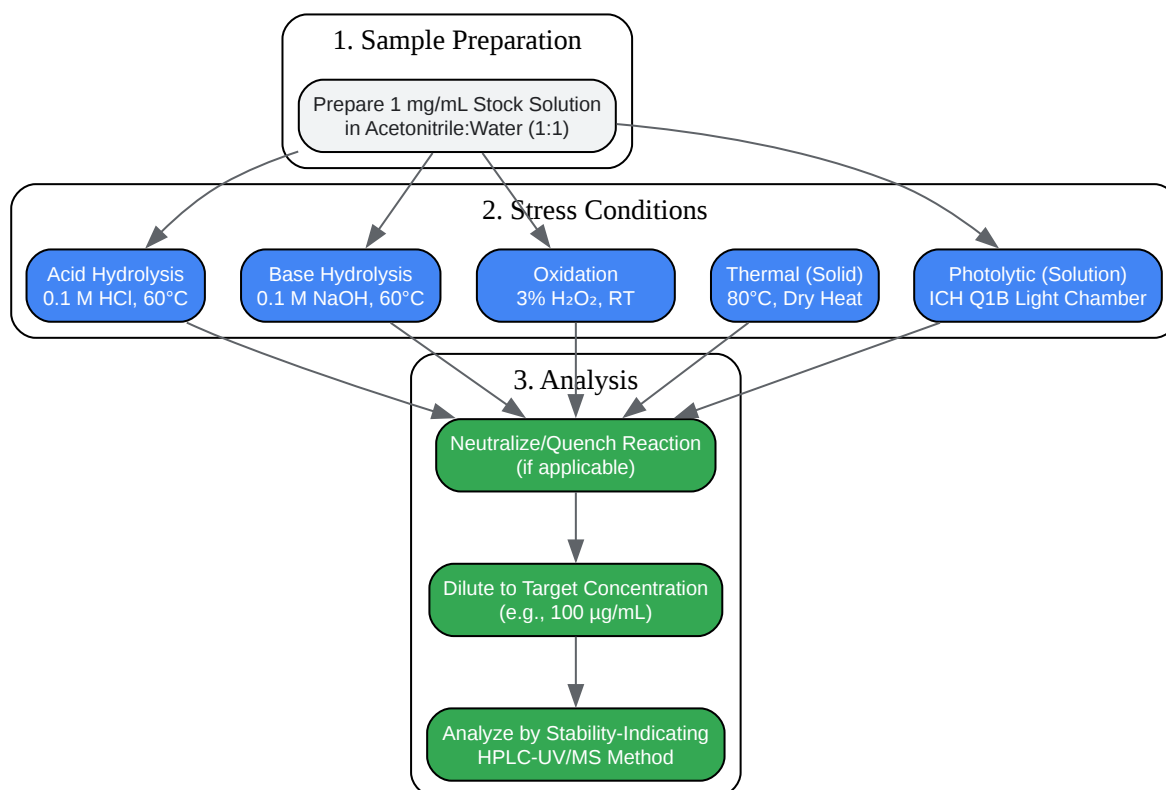 1. Sample Preparation
Prepare 1 mg/mL Stock Solution
in Acetonitrile:Water (1:1)
2. Stress Conditions
Acid Hydrolysis
0.1 M HCl, 60°C
Base Hydrolysis
0.1 M NaOH, 60°C
Oxidation
3% H₂O₂, RT
Thermal (Solid)
80°C, Dry Heat
Photolytic (Solution)
ICH Q1B Light Chamber
3. Analysis
Neutralize/Quench Reaction
(if applicable)
Dilute to Target Concentration
(e.g., 100 µg/mL)
Analyze by Stability-Indicating
HPLC-UV/MS Method